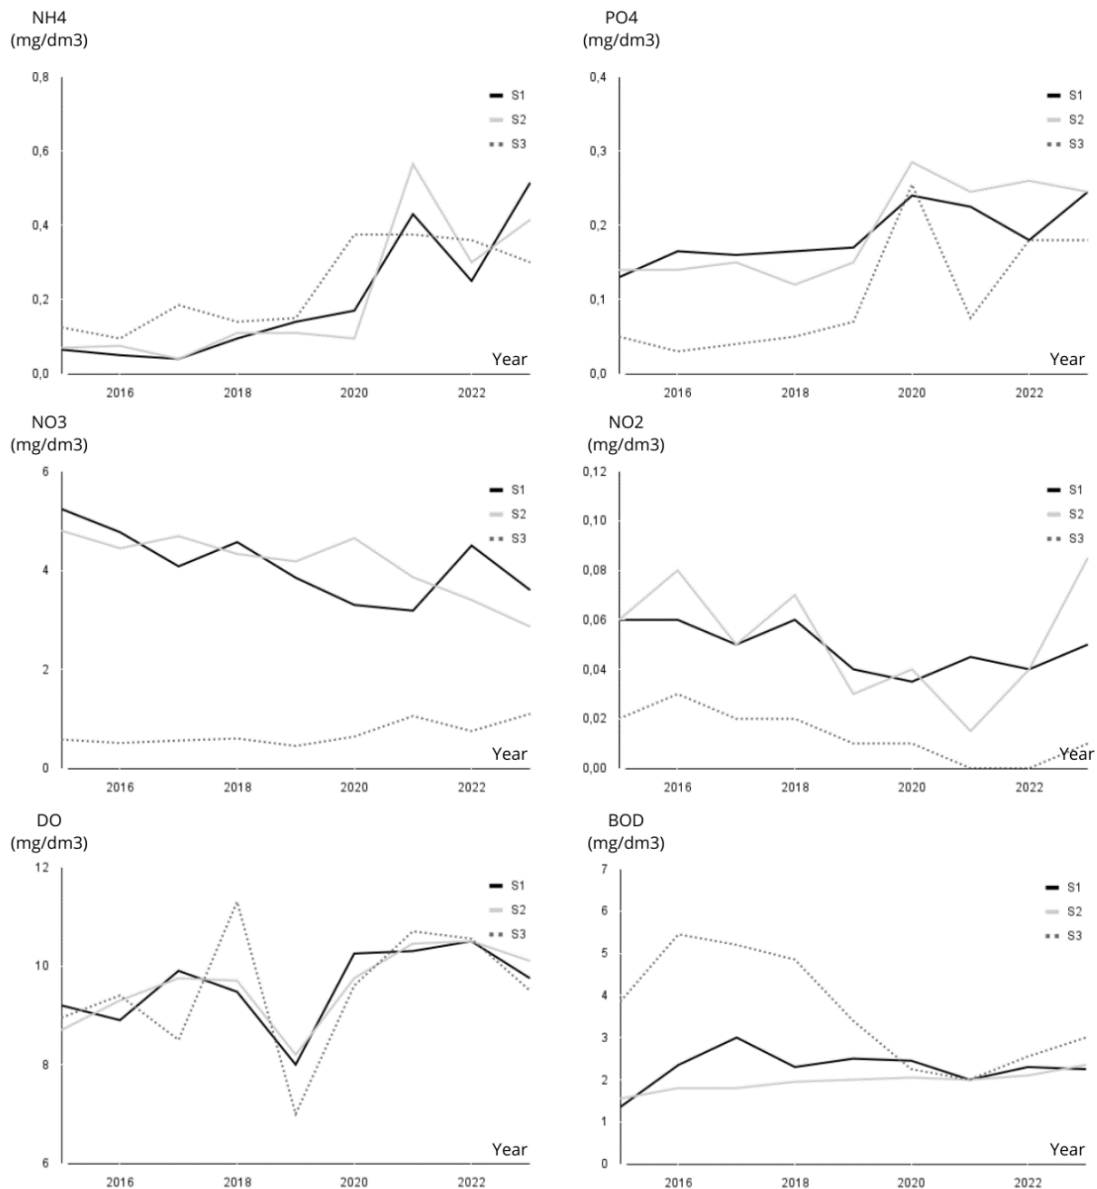 NH4
(mg/dm3)
0,8
0,6
0,4
0,2
0,0
S1
S2
S3
Year
2016 2018 2020 2022
PO4
(mg/dm3)
0,4
0,3
0,2
0,1
0,0
S1
S2
S3
Year
2016 2018 2020 2022
NO3
(mg/dm3)
6
4
2
0
S1
S2
S3
Year
2016 2018 2020 2022
NO2
(mg/dm3)
0,12
0,10
0,08
0,06
0,04
0,02
0,00
S1
S2
S3
Year
2016 2018 2020 2022
DO
(mg/dm3)
12
10
8
6
S1
S2
S3
Year
2016 2018 2020 2022
BOD
(mg/dm3)
7
6
5
4
3
2
1
0
S1
S2
S3
Year
2016 2018 2020 2022